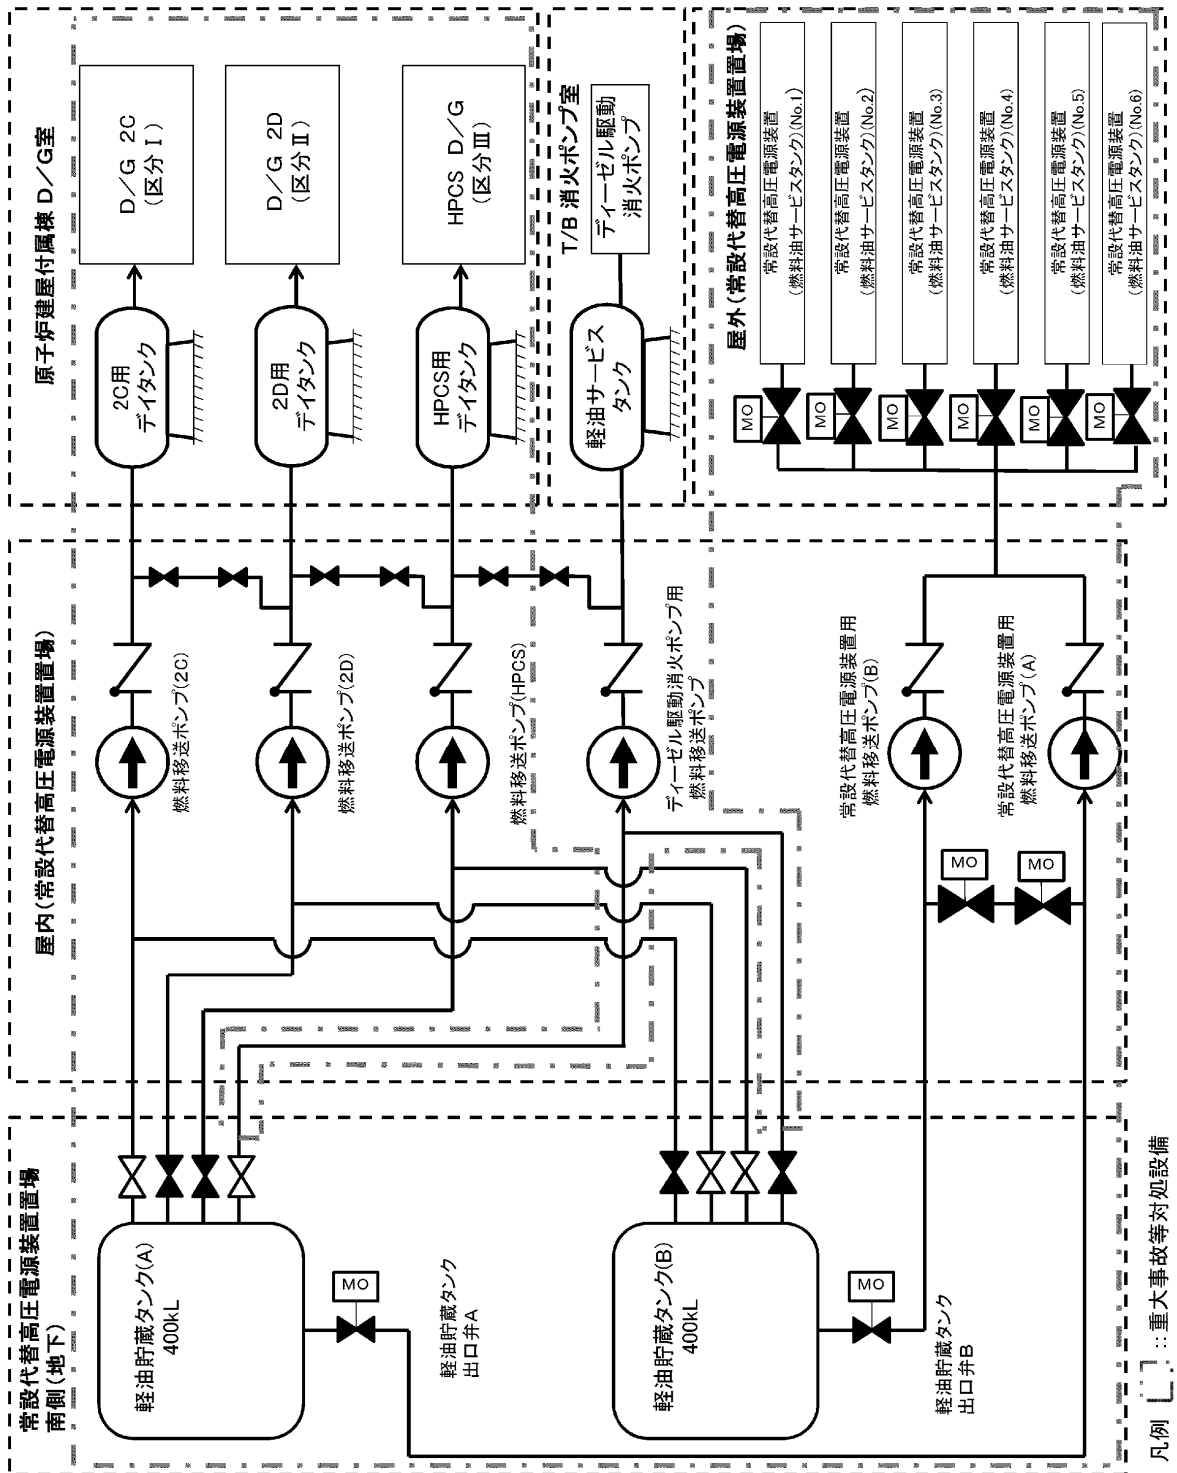 常設代替高圧電源装置置場
南側(地下)
軽油貯蔵タンク(A)
400kL
MO
軽油貯蔵タンク
出口弁A
軽油貯蔵タンク(B)
400kL
MO
軽油貯蔵タンク
出口弁B
屋内(常設代替高圧電源装置置場)
燃料移送ポンプ(2C)
燃料移送ポンプ(2D)
燃料移送ポンプ(HPCS)
ディーゼル駆動消火ポンプ用
燃料移送ポンプ
常設代替高圧電源装置用
燃料移送ポンプ(B)
常設代替高圧電源装置用
燃料移送ポンプ(A)
MO
MO
原子炉建屋付属棟 D/G室
2C用
デイタンク
D/G 2C
(区分Ⅰ)
2D用
デイタンク
D/G 2D
(区分Ⅱ)
HPCS用
デイタンク
HPCS D/G
(区分Ⅲ)
T/B 消火ポンプ室
軽油サービス
タンク
ディーゼル駆動
消火ポンプ
屋外(常設代替高圧電源装置置場)
MO
常設代替高圧電源装置
(燃料油サービスタンク)(No.1)
MO
常設代替高圧電源装置
(燃料油サービスタンク)(No.2)
MO
常設代替高圧電源装置
(燃料油サービスタンク)(No.3)
MO
常設代替高圧電源装置
(燃料油サービスタンク)(No.4)
MO
常設代替高圧電源装置
(燃料油サービスタンク)(No.5)
MO
常設代替高圧電源装置
(燃料油サービスタンク)(No.6)
凡例 ::重大事故等対処設備